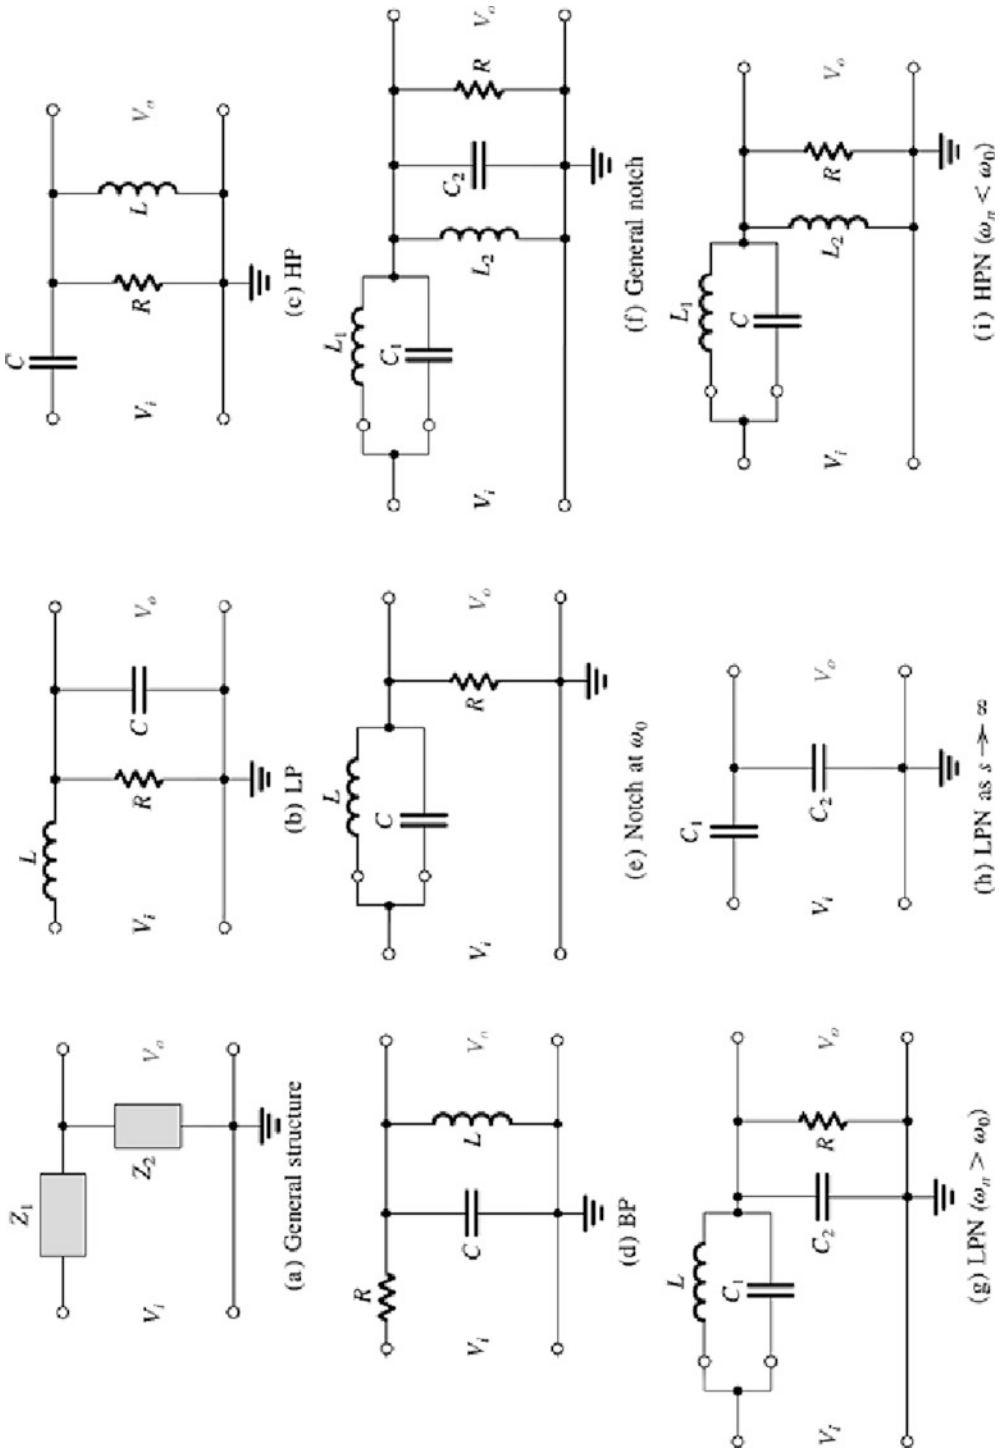 Z₁
Z₂
Vᵢ
Vₒ
(a) General structure
L
R
C
Vᵢ
Vₒ
(b) LP
C
R
L
Vᵢ
Vₒ
(c) HP
R
C
L
Vᵢ
Vₒ
(d) BP
L
C
R
Vᵢ
Vₒ
(e) Notch at ω₀
L₁
C₁
L₂
C₂
R
Vᵢ
Vₒ
(f) General notch
L
C₁
C₂
R
Vᵢ
Vₒ
(g) LPN (ωₙ > ω₀)
C₁
C₂
Vᵢ
Vₒ
(h) LPN as s → ∞
L₁
C
L₂
R
Vᵢ
Vₒ
(i) HPN (ωₙ < ω₀)